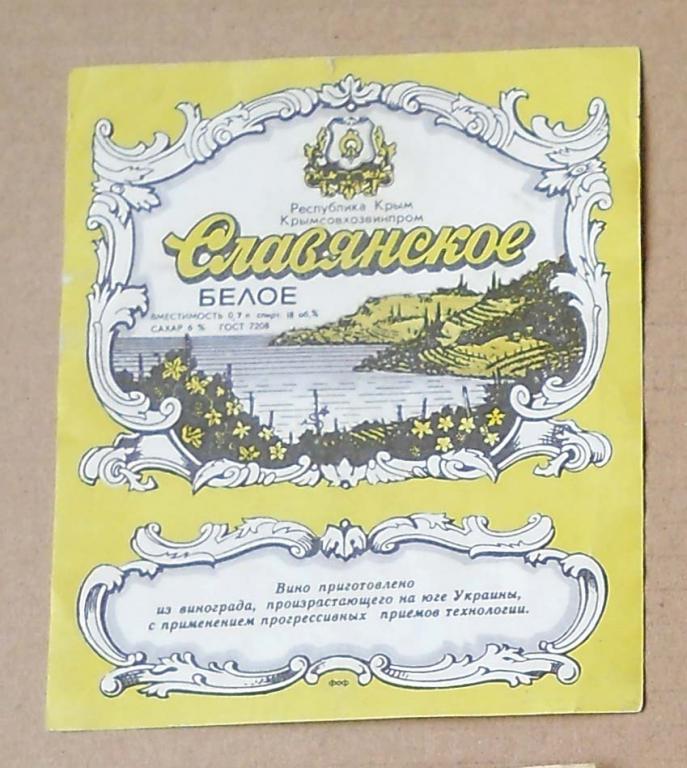 Республика Крым
Крымсовхозвинпром
Славянское
БЕЛОЕ
ВМЕСТИМОСТЬ 0,7 л спирт. 18 об.%
САХАР 6 % ГОСТ 7208
Вино приготовлено
из винограда, произрастающего на юге Украины,
с применением прогрессивных приемов технологии.
ФОФ